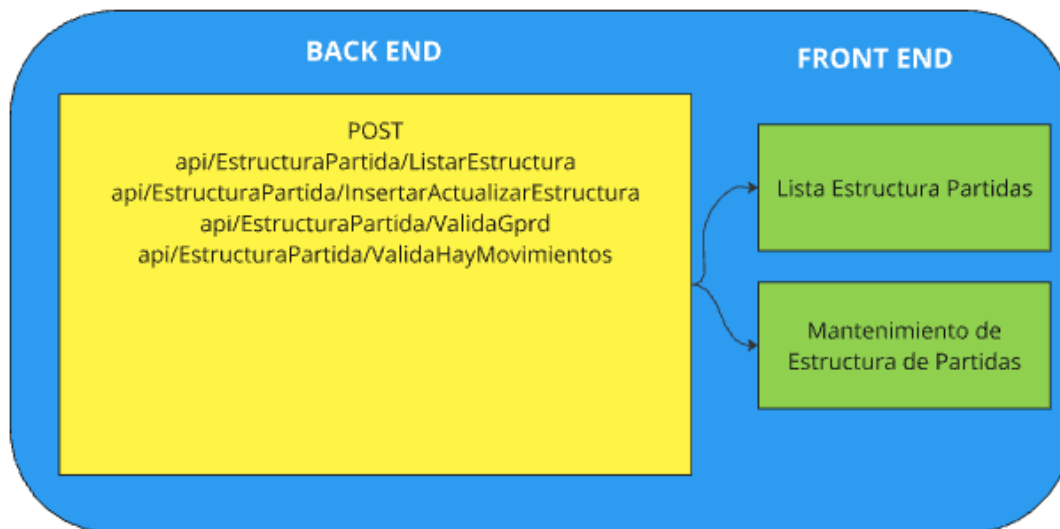 BACK END
POST
api/EstructuraPartida/ListarEstructura
api/EstructuraPartida/InsertarActualizarEstructura
api/EstructuraPartida/ValidaGprd
api/EstructuraPartida/ValidaHayMovimientos
FRONT END
Lista Estructura Partidas
Mantenimiento de
Estructura de Partidas